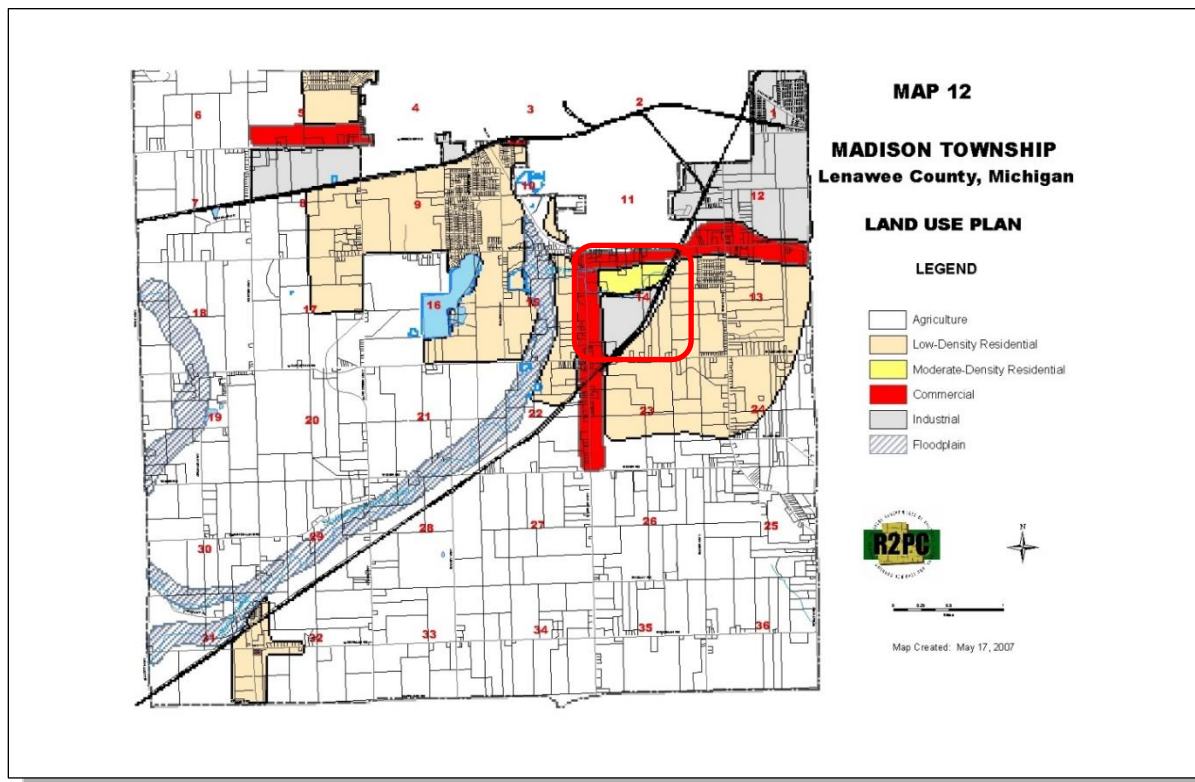 MAP 12
MADISON TOWNSHIP
Lenawee County, Michigan
LAND USE PLAN
LEGEND
Agriculture
Low-Density Residential
Moderate-Density Residential
Commercial
Industrial
Floodplain
R2PC
N
Map Created: May 17, 2007
6
5
4
3
2
1
7
8
9
10
11
12
18
17
16
15
14
13
19
20
21
22
23
24
30
29
28
27
26
25
31
32
33
34
35
36